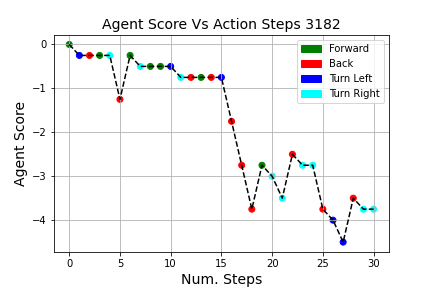 Agent Score Vs Action Steps 3182
Forward
Back
Turn Left
Turn Right
Agent Score
0
−1
−2
−3
−4
0 5 10 15 20 25 30
Num. Steps